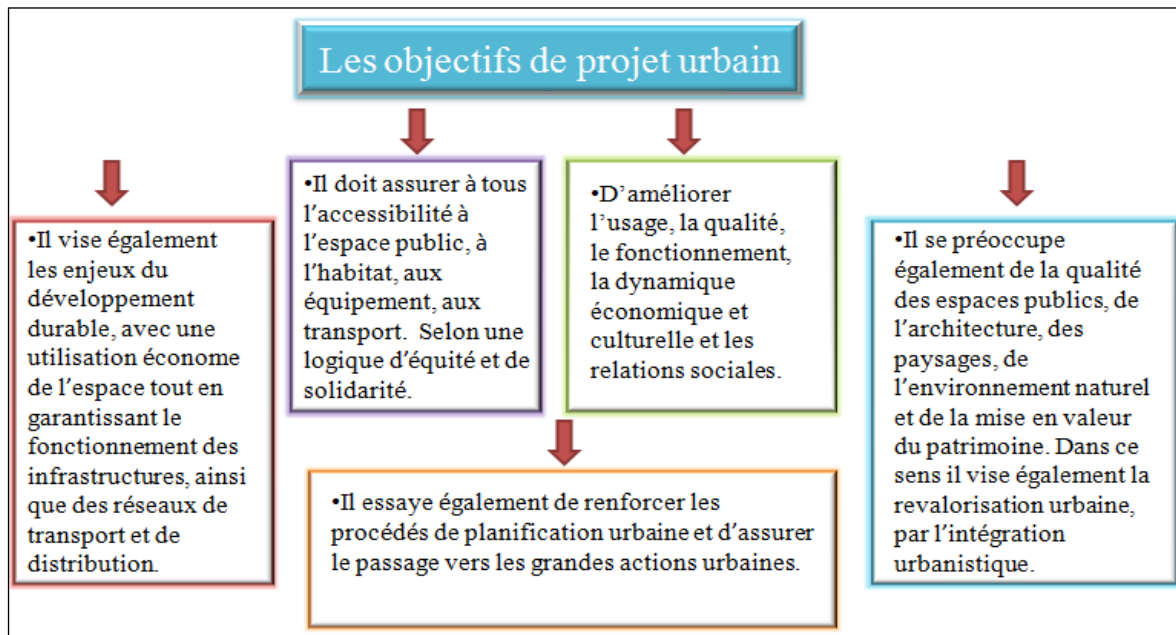 Les objectifs de projet urbain
•Il vise également
les enjeux du
développement
durable, avec une
utilisation économe
de l'espace tout en
garantissant le
fonctionnement des
infrastructures, ainsi
que des réseaux de
transport et de
distribution.
•Il doit assurer à tous
l'accessibilité à
l'espace public, à
l'habitat, aux
équipement, aux
transport. Selon une
logique d'équité et de
solidarité.
•D'améliorer
l'usage, la qualité,
le fonctionnement,
la dynamique
économique et
culturelle et les
relations sociales.
•Il se préoccupe
également de la qualité
des espaces publics, de
l'architecture, des
paysages, de
l'environnement naturel
et de la mise en valeur
du patrimoine. Dans ce
sens il vise également la
revalorisation urbaine,
par l'intégration
urbanistique.
•Il essaye également de renforcer les
procédés de planification urbaine et d'assurer
le passage vers les grandes actions urbaines.